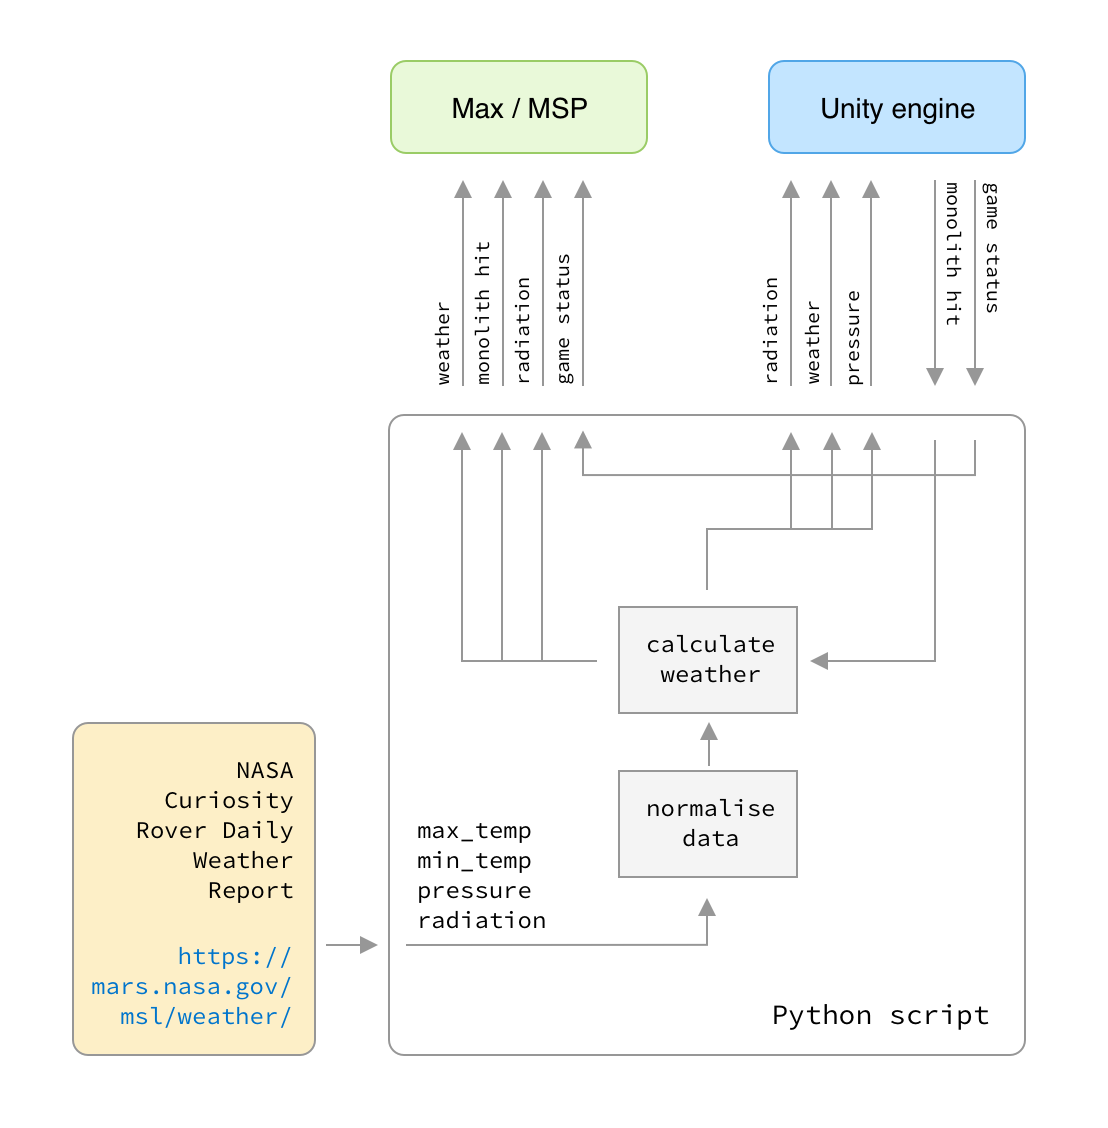 Max / MSP
Unity engine
weather
monolith hit
radiation
game status
radiation
weather
pressure
monolith hit
game status
calculate
weather
normalise
data
NASA
Curiosity
Rover Daily
Weather
Report
https://
mars.nasa.gov/
msl/weather/
max_temp
min_temp
pressure
radiation
Python script